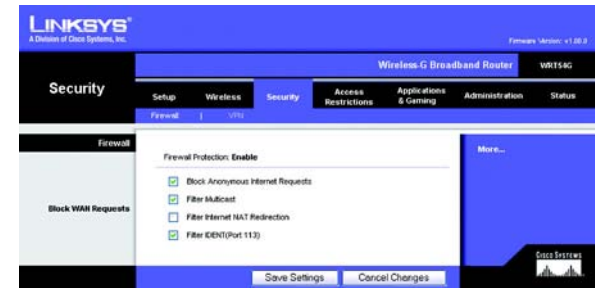 LINKSYS®
A Division of Cisco Systems, Inc.
Firmware Version: v1.00.0
Wireless-G Broadband Router WRT54G
Security
Setup Wireless Security Access Restrictions Applications & Gaming Administration Status
Firewall | VPN
Firewall
Firewall Protection: Enable
More...
Block WAN Requests
Block Anonymous Internet Requests
Filter Multicast
Filter Internet NAT Redirection
Filter IDENT(Port 113)
Save Settings Cancel Changes
CISCO SYSTEMS